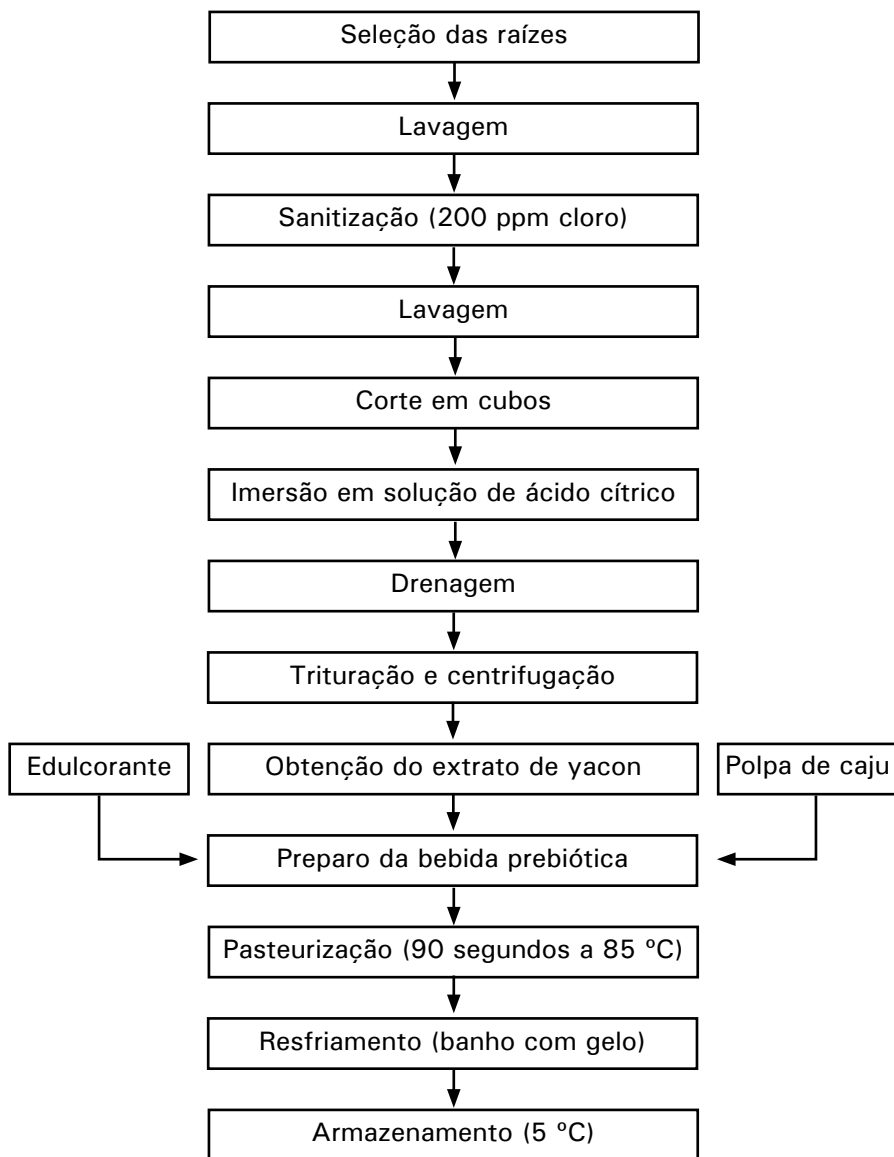 Seleção das raízes
Lavagem
Sanitização (200 ppm cloro)
Lavagem
Corte em cubos
Imersão em solução de ácido cítrico
Drenagem
Trituração e centrifugação
Edulcorante
Obtenção do extrato de yacon
Polpa de caju
Preparo da bebida prebiótica
Pasteurização (90 segundos a 85 ºC)
Resfriamento (banho com gelo)
Armazenamento (5 ºC)